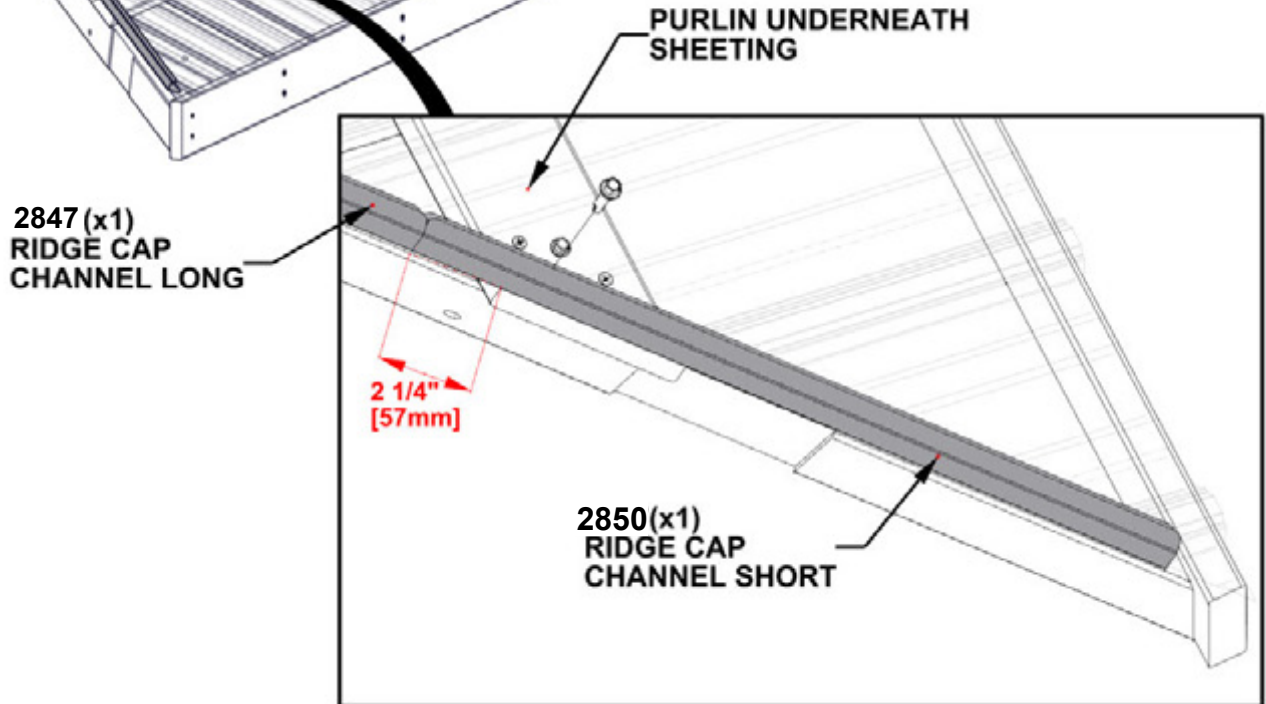 PURLIN UNDERNEATH
SHEETING
2847 (x1)
RIDGE CAP
CHANNEL LONG
2 1/4"
[57mm]
2850(x1)
RIDGE CAP
CHANNEL SHORT